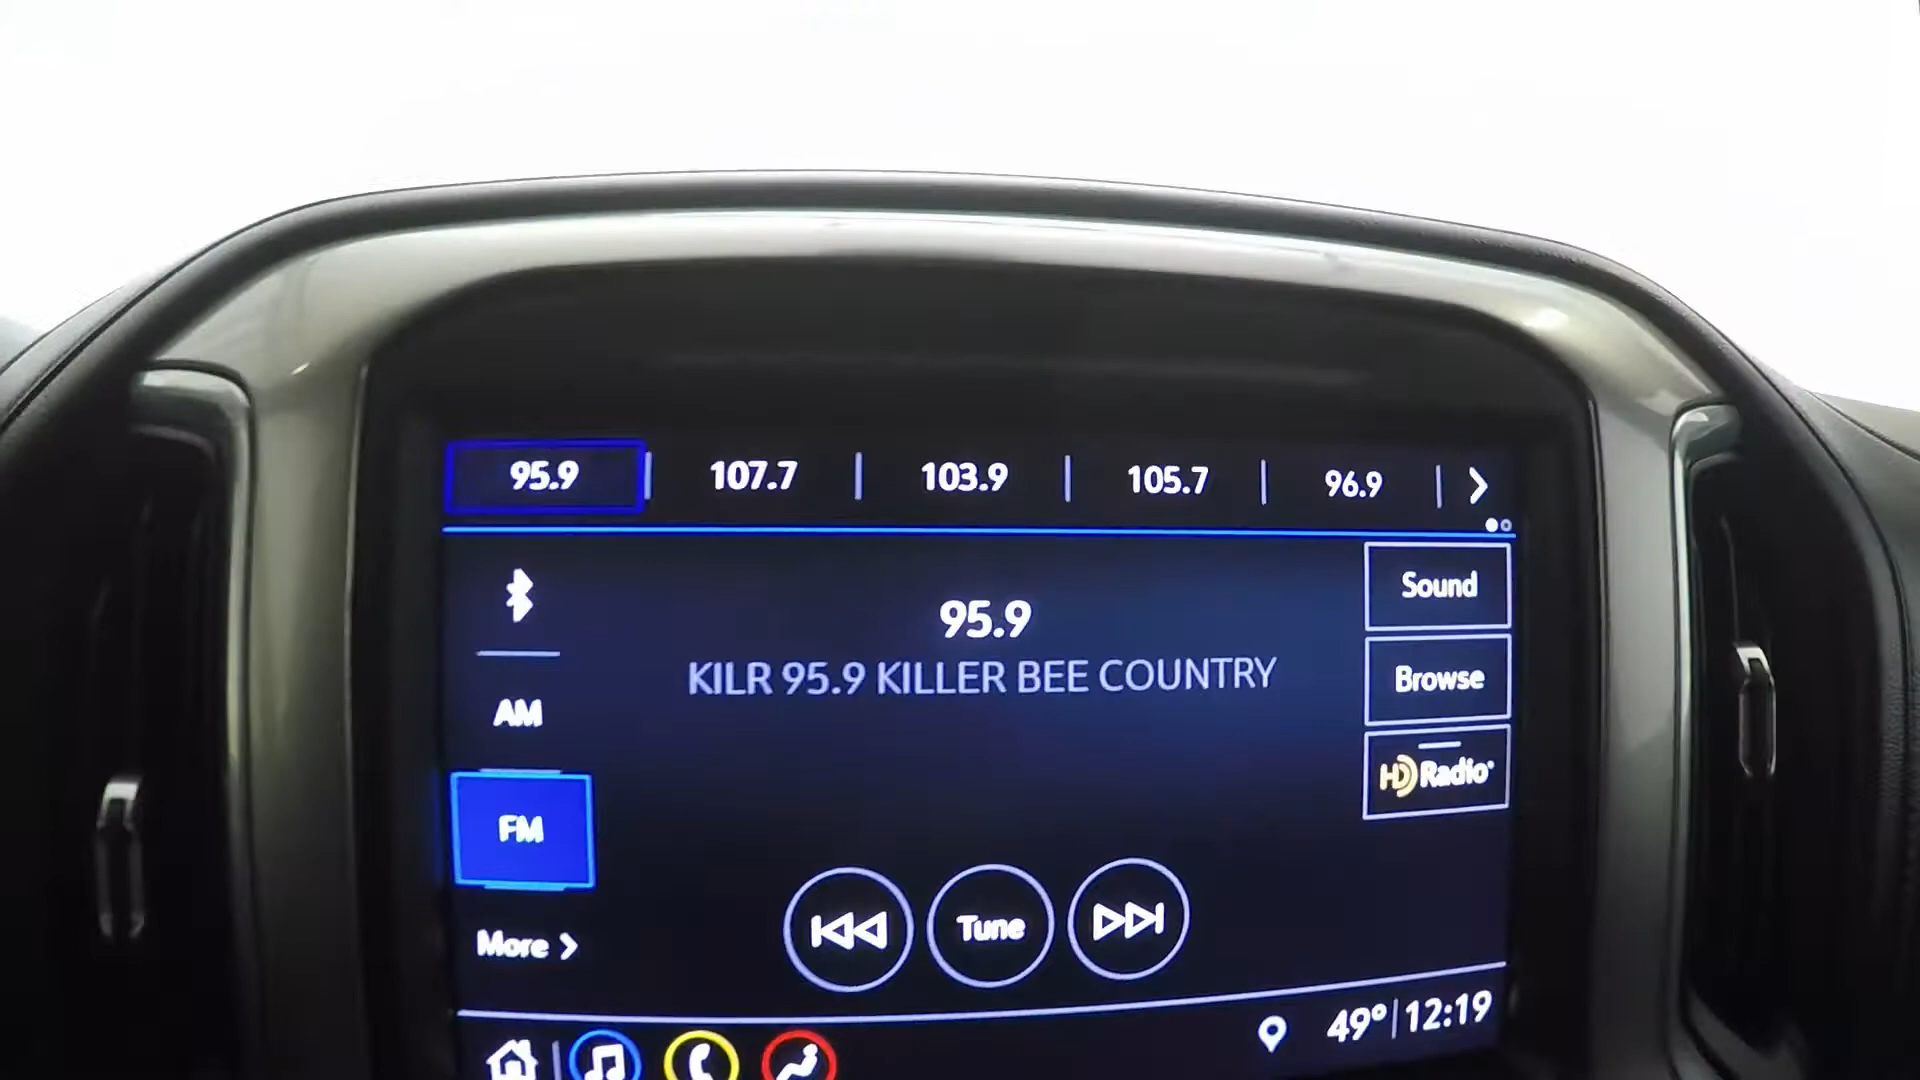 95.9 | 107.7 | 103.9 | 105.7 | 96.9 |
Sound
95.9
KILR 95.9 KILLER BEE COUNTRY
Browse
AM
HD Radio
FM
Tune
More
49° 12:19